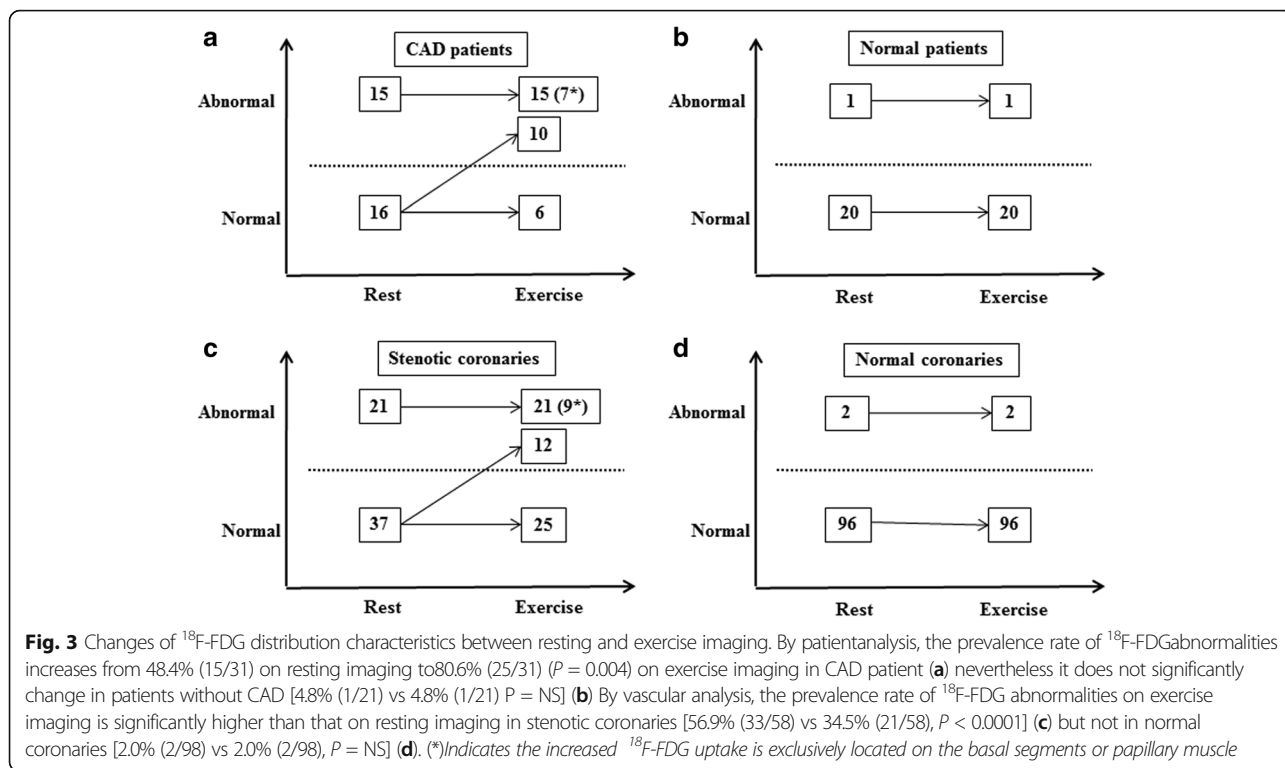 a
CAD patients
Abnormal
15
15 (7*)
10
Normal
16
6
Rest
Exercise
b
Normal patients
Abnormal
1
1
Normal
20
20
Rest
Exercise
c
Stenotic coronaries
Abnormal
21
21 (9*)
12
Normal
37
25
Rest
Exercise
d
Normal coronaries
Abnormal
2
2
Normal
96
96
Rest
Exercise
Fig. 3 Changes of ¹⁸F-FDG distribution characteristics between resting and exercise imaging. By patientanalysis, the prevalence rate of ¹⁸F-FDGabnormalities
increases from 48.4% (15/31) on resting imaging to80.6% (25/31) (P = 0.004) on exercise imaging in CAD patient (a) nevertheless it does not significantly
change in patients without CAD [4.8% (1/21) vs 4.8% (1/21) P = NS] (b) By vascular analysis, the prevalence rate of ¹⁸F-FDG abnormalities on exercise
imaging is significantly higher than that on resting imaging in stenotic coronaries [56.9% (33/58) vs 34.5% (21/58), P < 0.0001] (c) but not in normal
coronaries [2.0% (2/98) vs 2.0% (2/98), P = NS] (d). (*)Indicates the increased ¹⁸F-FDG uptake is exclusively located on the basal segments or papillary muscle